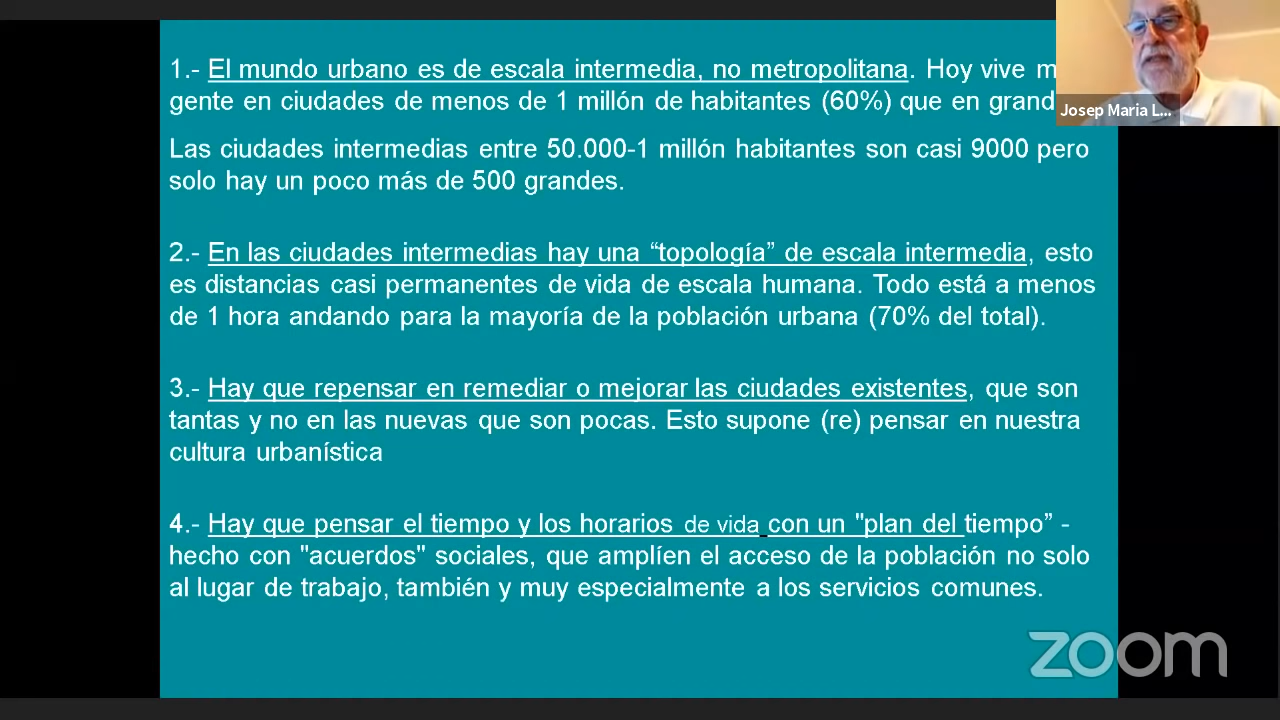 1.- El mundo urbano es de escala intermedia, no metropolitana. Hoy vive
gente en ciudades de menos de 1 millón de habitantes (60%) que en
Josep Maria L...
Las ciudades intermedias entre 50.000-1 millón habitantes son casi 9000 pero
solo hay un poco más de 500 grandes.
2.- En las ciudades intermedias hay una “topología” de escala intermedia, esto
es distancias casi permanentes de vida de escala humana. Todo está a menos
de 1 hora andando para la mayoría de la población urbana (70% del total).
3.- Hay que repensar en remediar o mejorar las ciudades existentes, que son
tantas y no en las nuevas que son pocas. Esto supone (re) pensar en nuestra
cultura urbanística
4.- Hay que pensar el tiempo y los horarios de vida con un "plan del tiempo” -
hecho con "acuerdos" sociales, que amplíen el acceso de la población no solo
al lugar de trabajo, también y muy especialmente a los servicios comunes.
zoom